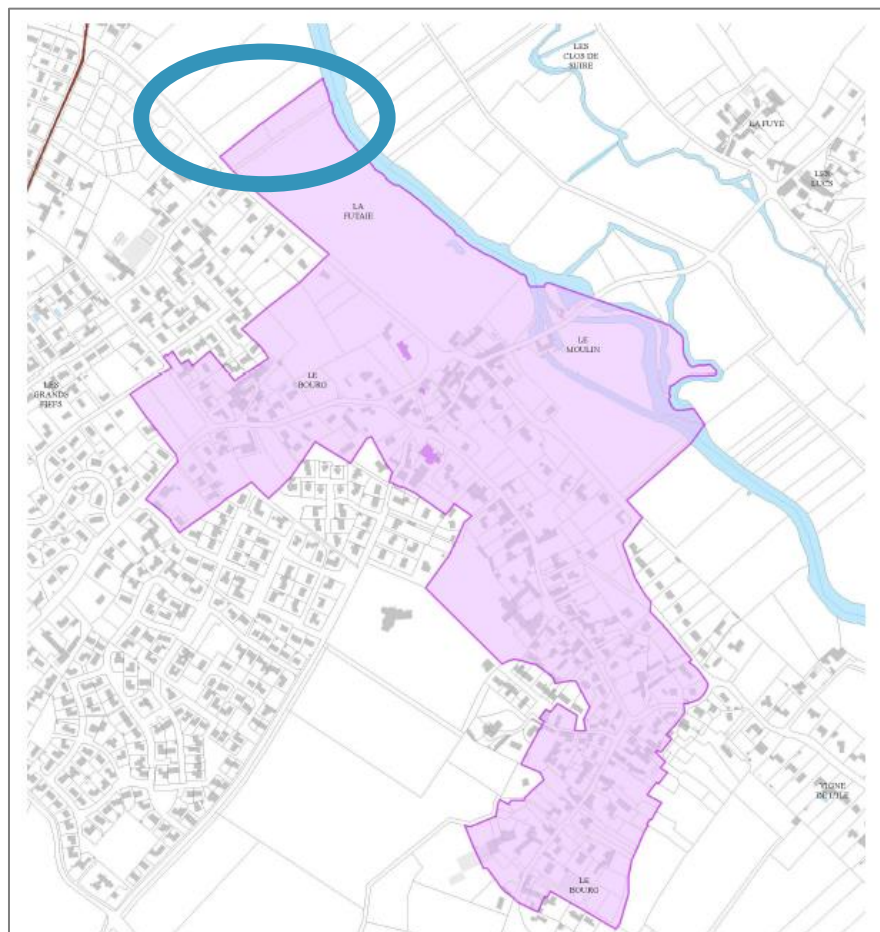 LES
CLOS DE
SUIRE
LA FUYE
LES
LUCS
LA
FUTAIE
LE
MOULIN
LE
BOURG
LES
GRANDS
FIEFS
VIGNE
DE L'ILE
LE
BOURG